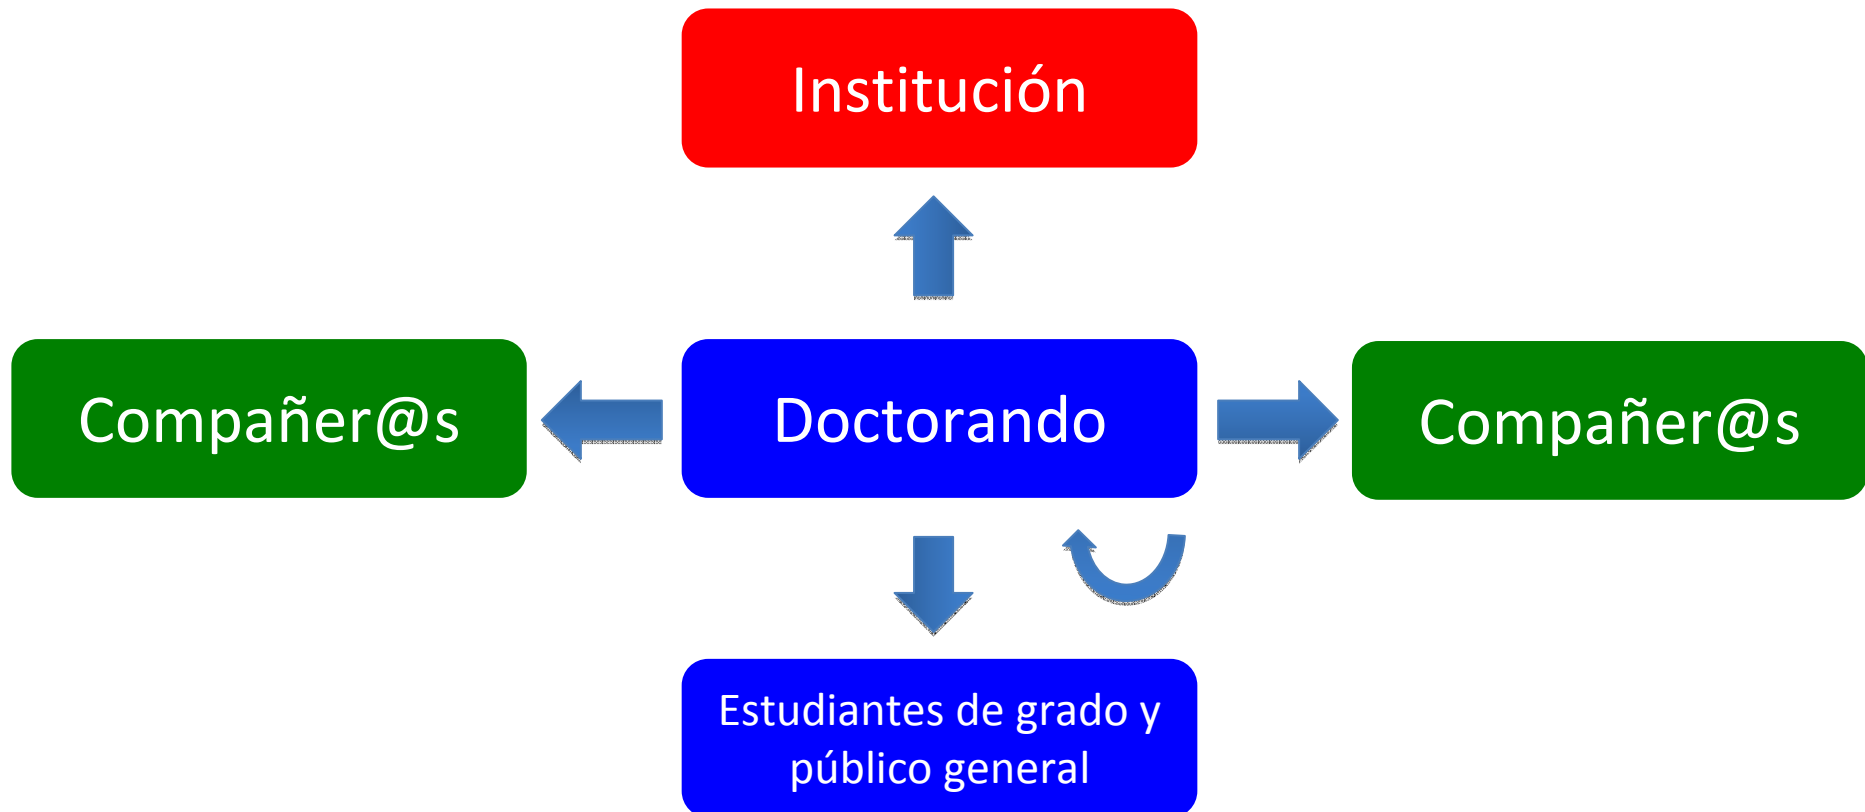 Institución
Compañer@s
Doctorando
Compañer@s
Estudiantes de grado y
público general